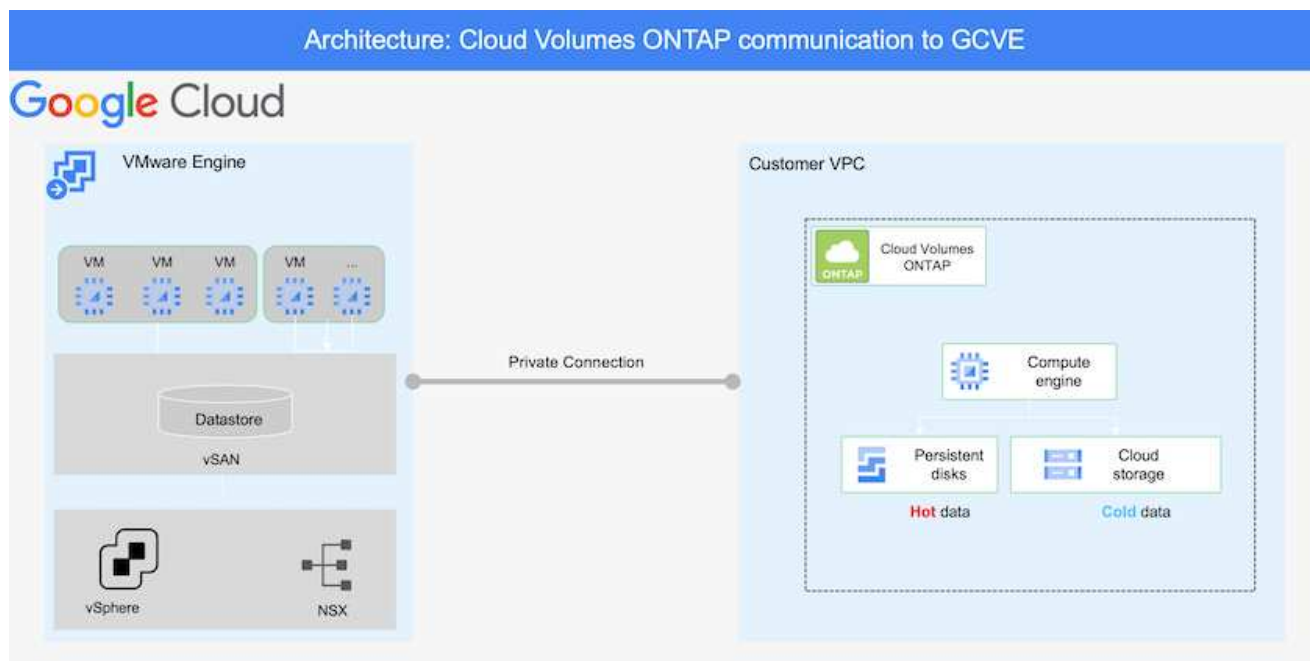 Architecture: Cloud Volumes ONTAP communication to GCVE
Google Cloud
VMware Engine
VM
VM
VM
VM
...
Datastore
vSAN
vSphere
NSX
Private Connection
Customer VPC
ONTAP
Cloud Volumes
ONTAP
Compute
engine
Persistent
disks
Hot data
Cloud
storage
Cold data